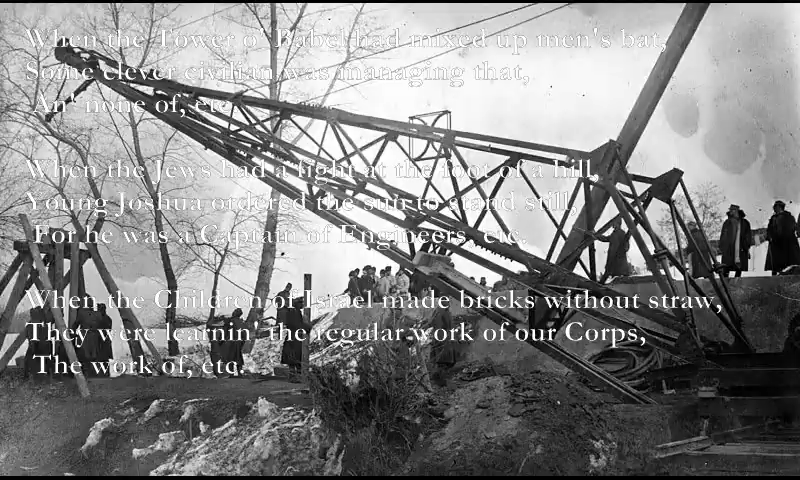 When the Tower o' Babel had mixed up men's bat,
Some clever civilian was managing that,
An' none of, etc.
When the Jews had a fight at the foot of a hill,
Young Joshua ordered the sun to stand still,
For he was a Captain of Engineers, etc.
When the Children of Israel made bricks without straw,
They were learnin' the regular work of our Corps,
The work of, etc.